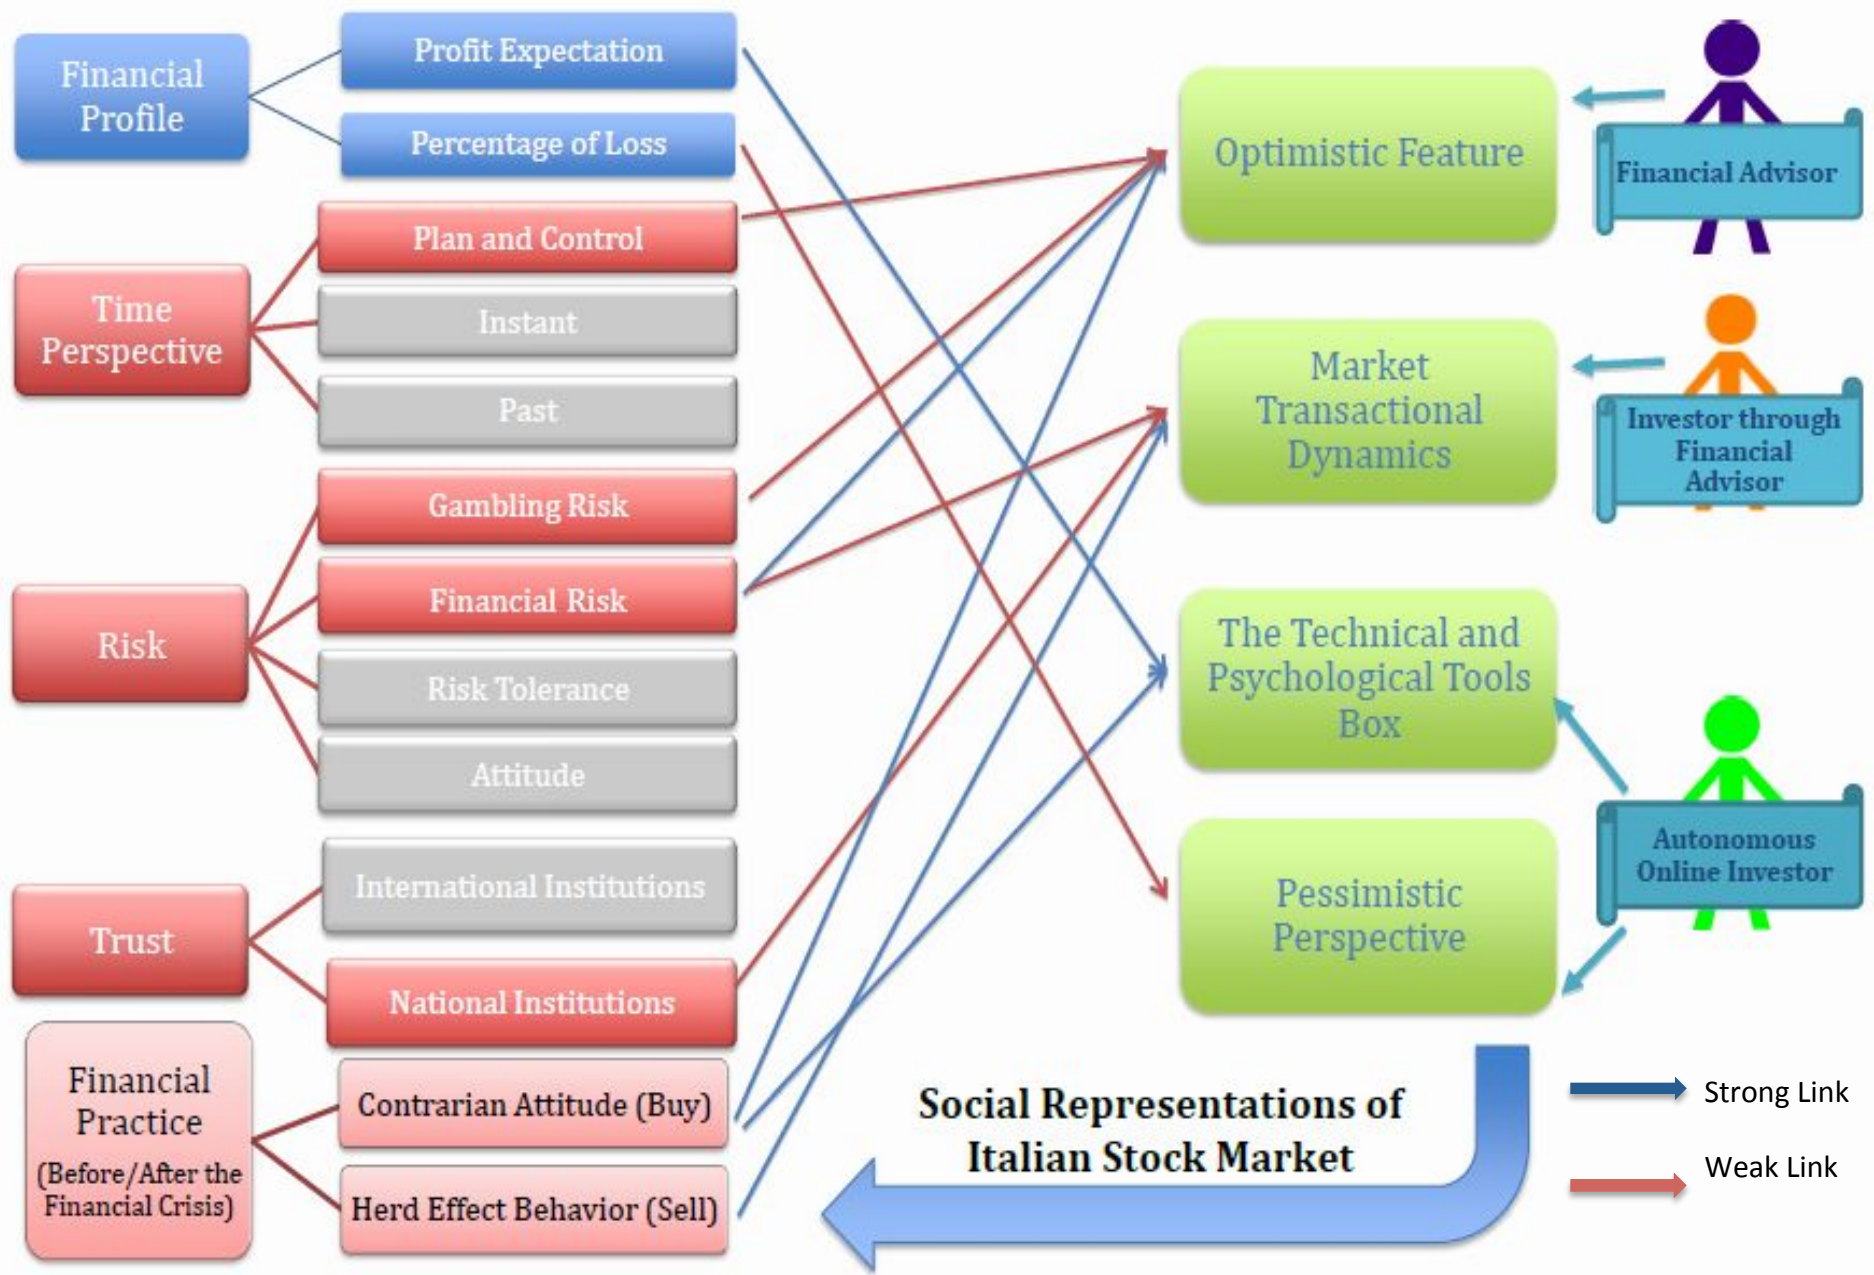 Financial
Profile
Profit Expectation
Percentage of Loss
Time
Perspective
Plan and Control
Instant
Past
Risk
Gambling Risk
Financial Risk
Risk Tolerance
Attitude
Trust
International Institutions
National Institutions
Financial
Practice
(Before/After the
Financial Crisis)
Contrarian Attitude (Buy)
Herd Effect Behavior (Sell)
Optimistic Feature
Market
Transactional
Dynamics
The Technical and
Psychological Tools
Box
Pessimistic
Perspective
Financial Advisor
Investor through
Financial
Advisor
Autonomous
Online Investor
Social Representations of
Italian Stock Market
Strong Link
Weak Link